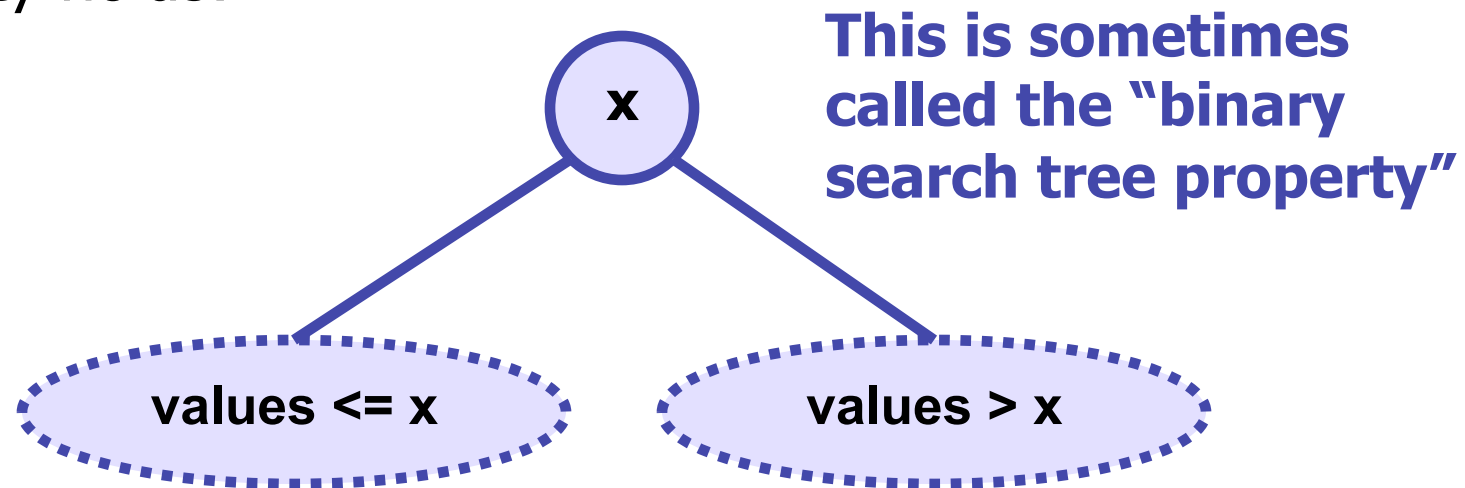 This is sometimes
called the “binary
search tree property”
x
values <= x
values > x